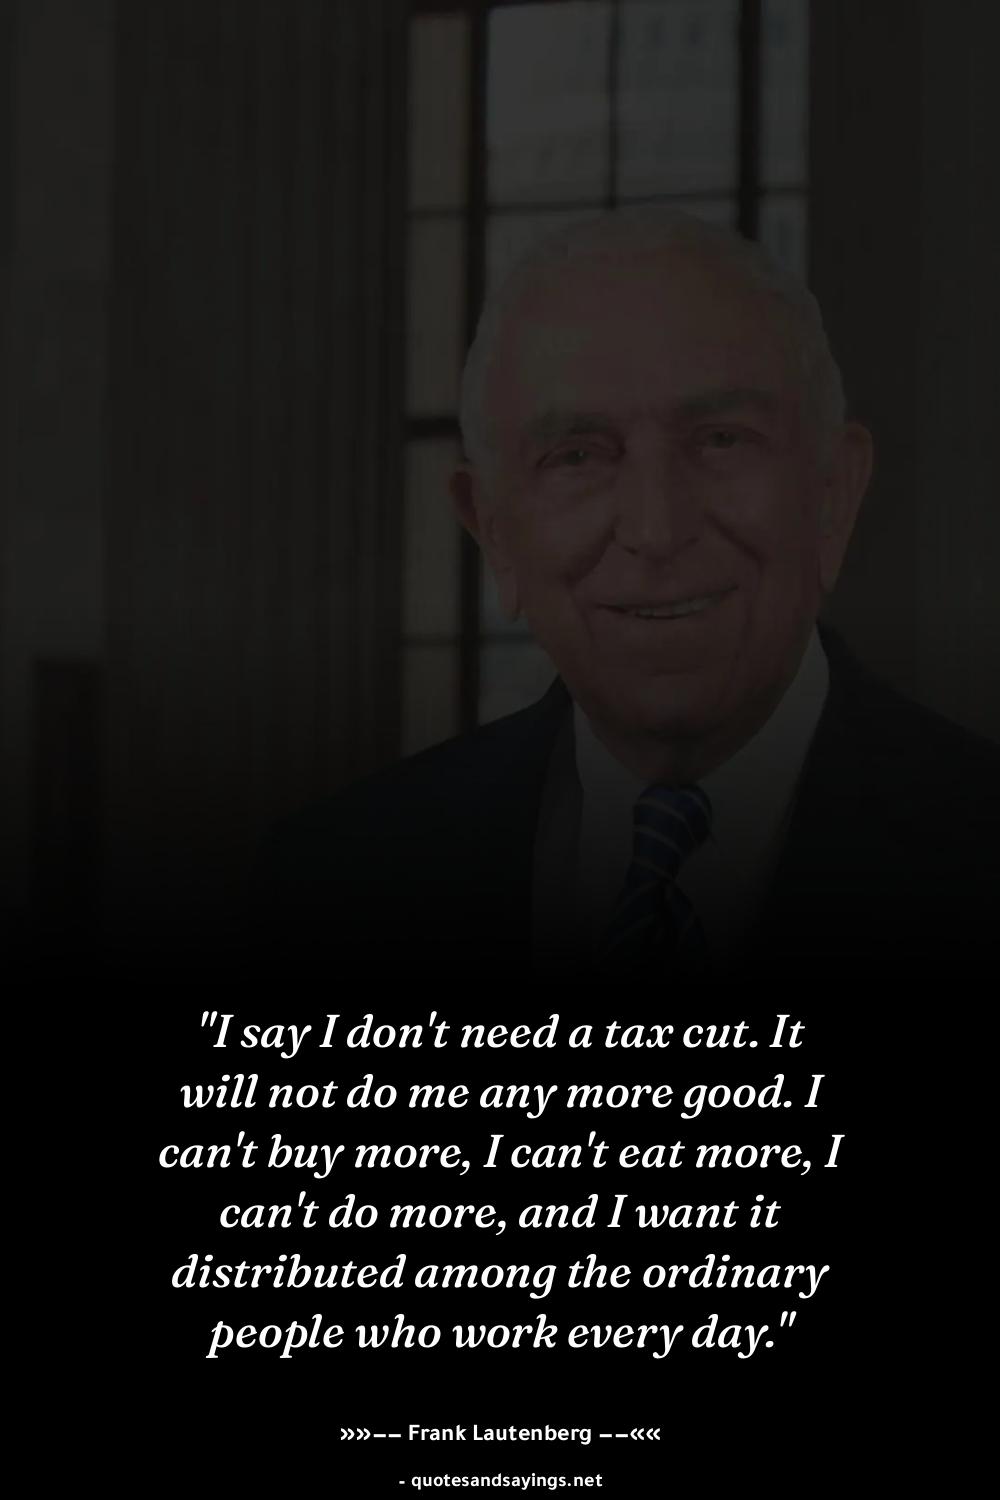 "I say I don't need a tax cut. It
will not do me any more good. I
can't buy more, I can't eat more, I
can't do more, and I want it
distributed among the ordinary
people who work every day."
»»–– Frank Lautenberg ––««
- quotesandsayings.net